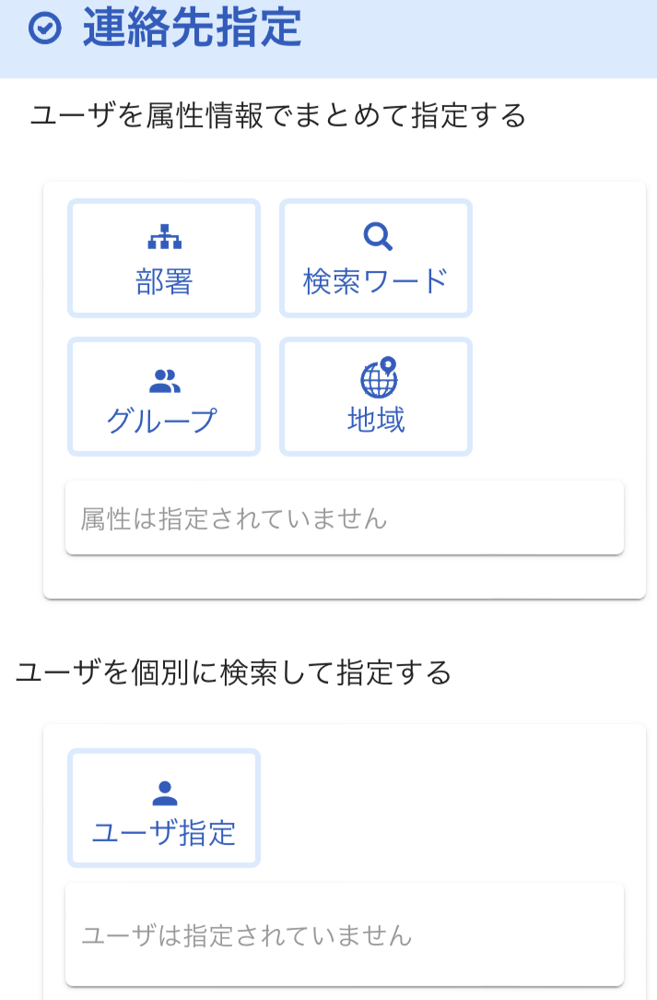 連絡先指定
ユーザを属性情報でまとめて指定する
部署
検索ワード
グループ
地域
属性は指定されていません
ユーザを個別に検索して指定する
ユーザ指定
ユーザは指定されていません